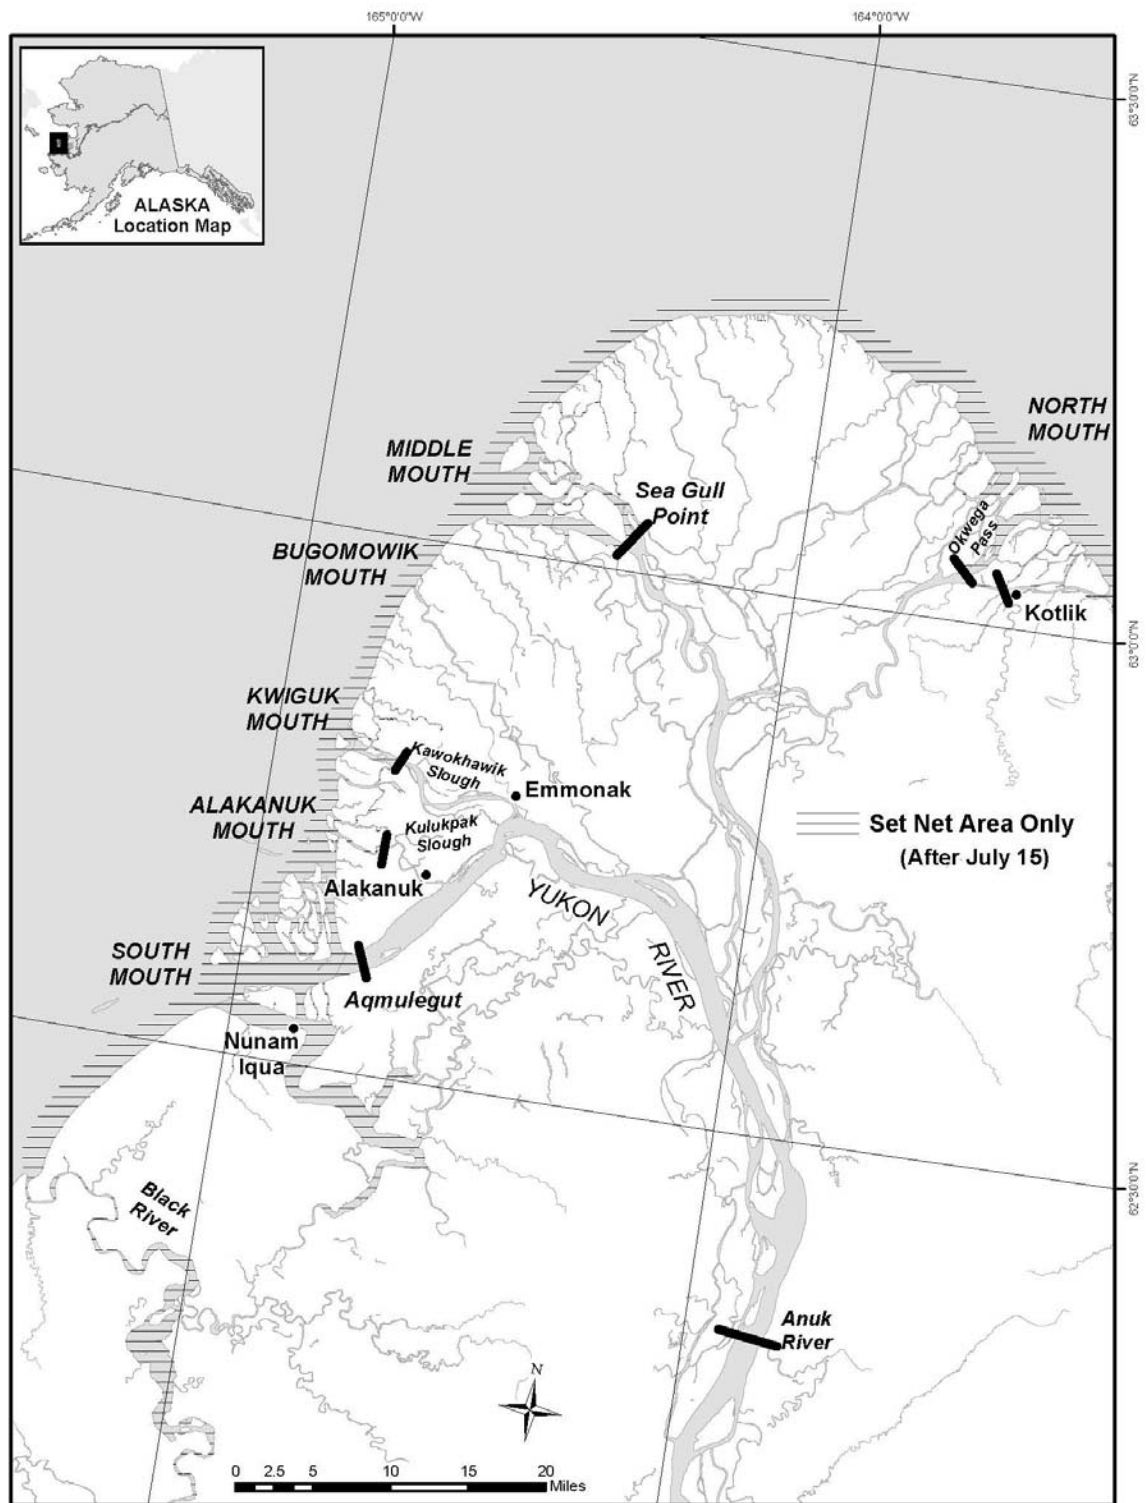 165°0'0"W
164°0'0"W
63°30'0"N
ALASKA
Location Map
NORTH
MOUTH
MIDDLE
MOUTH
Sea Gull
Point
Okwega
Pass
BUGOMOWIK
MOUTH
Kotlik
63°0'0"N
KWIGUK
MOUTH
Kawokhawik
Slough
Emmonak
ALAKANUK
MOUTH
Kulukpak
Slough
Set Net Area Only
(After July 15)
Alakanuk
YUKON
RIVER
SOUTH
MOUTH
Aqmulegut
Nunam
Iqua
62°30'0"N
Black
River
Anuk
River
N
0 2.5 5 10 15 20
Miles